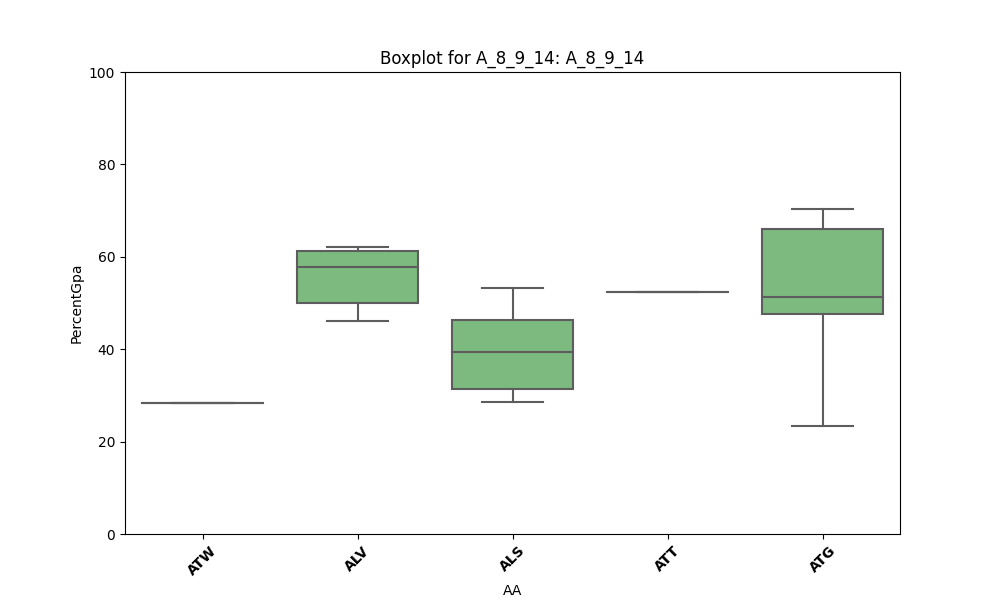 Boxplot for A_8_9_14: A_8_9_14
100
80
60
40
20
0
PercentGpa
ATW
ALV
ALS
ATT
ATG
AA